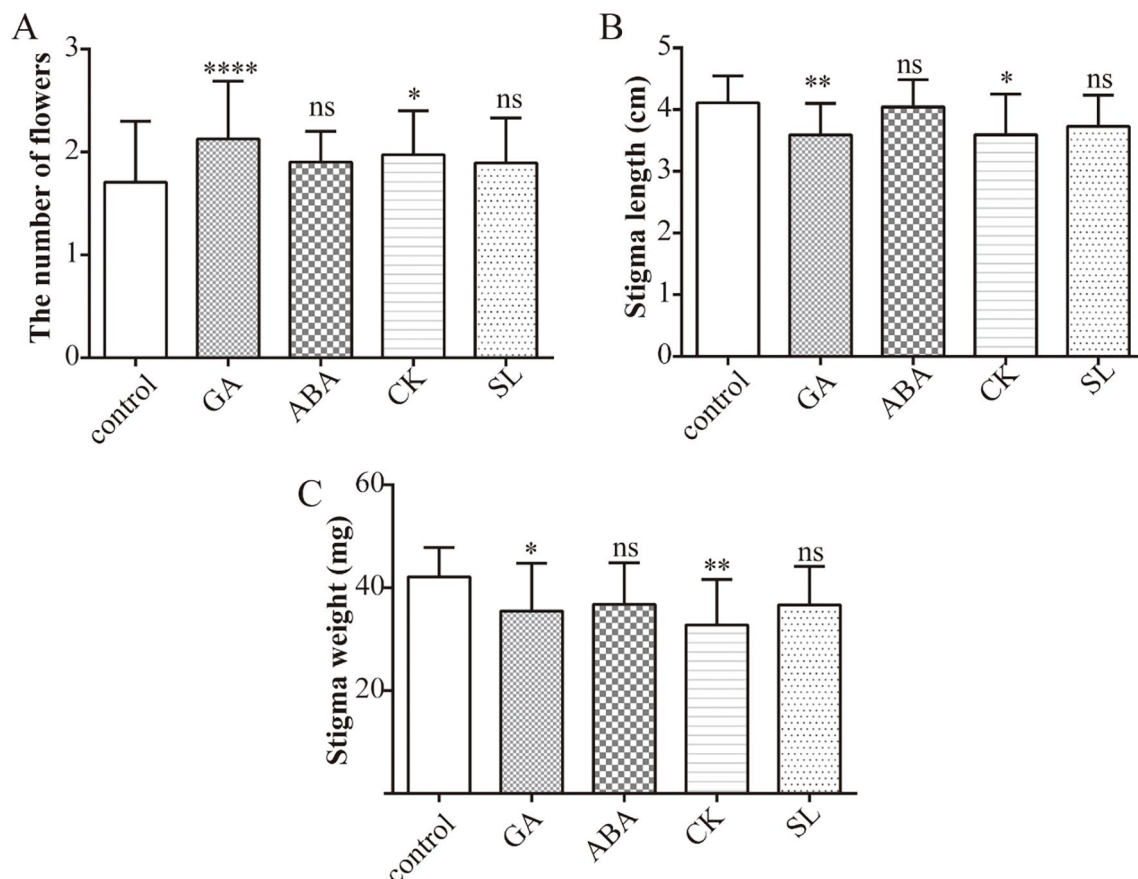 A
The number of flowers
3
2
1
0
****
ns
*
ns
control
GA
ABA
CK
SL
B
Stigma length (cm)
5
4
3
2
1
0
**
ns
*
ns
control
GA
ABA
CK
SL
C
Stigma weight (mg)
60
40
20
*
ns
**
ns
control
GA
ABA
CK
SL